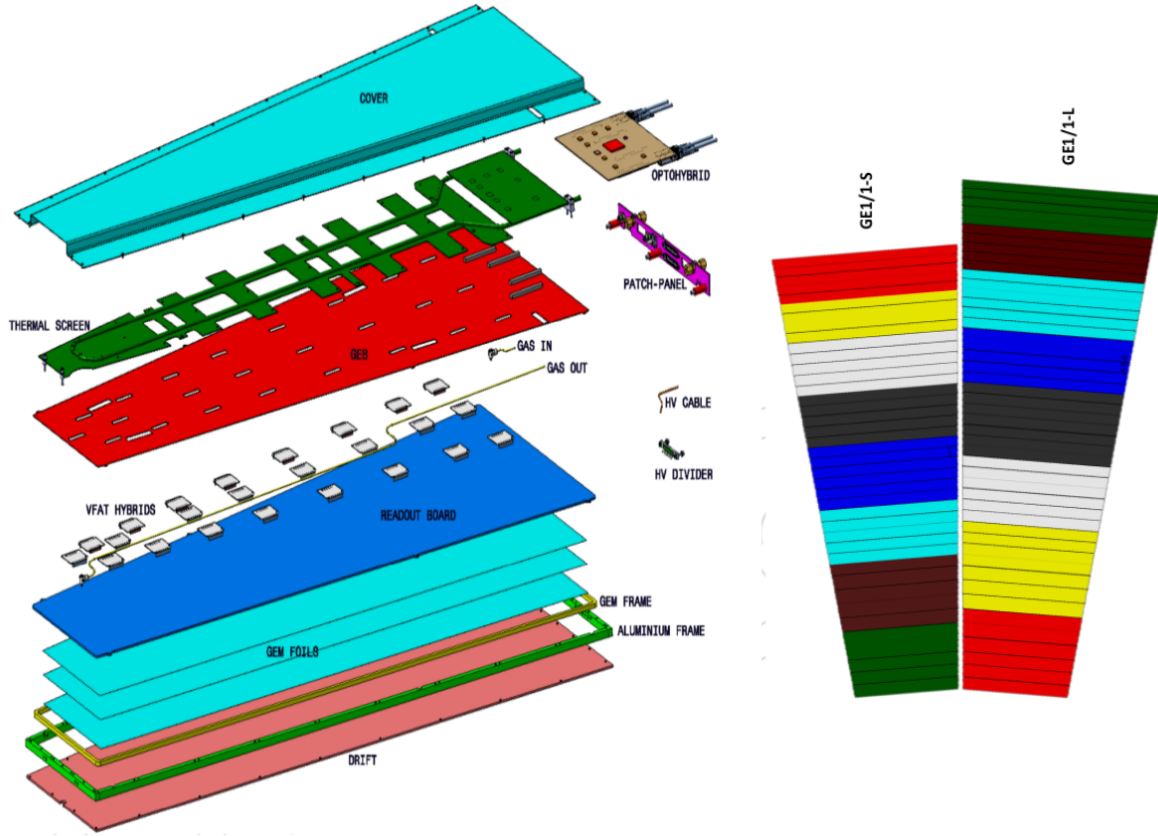 COVER
OPTOHYBRID
PATCH-PANEL
THERMAL SCREEN
GEB
GAS IN
GAS OUT
HV CABLE
HV DIVIDER
VFAT HYBRIDS
READOUT BOARD
GEM FRAME
ALUMINIUM FRAME
GEM FOILS
DRIFT
GE1/1-S
GE1/1-L